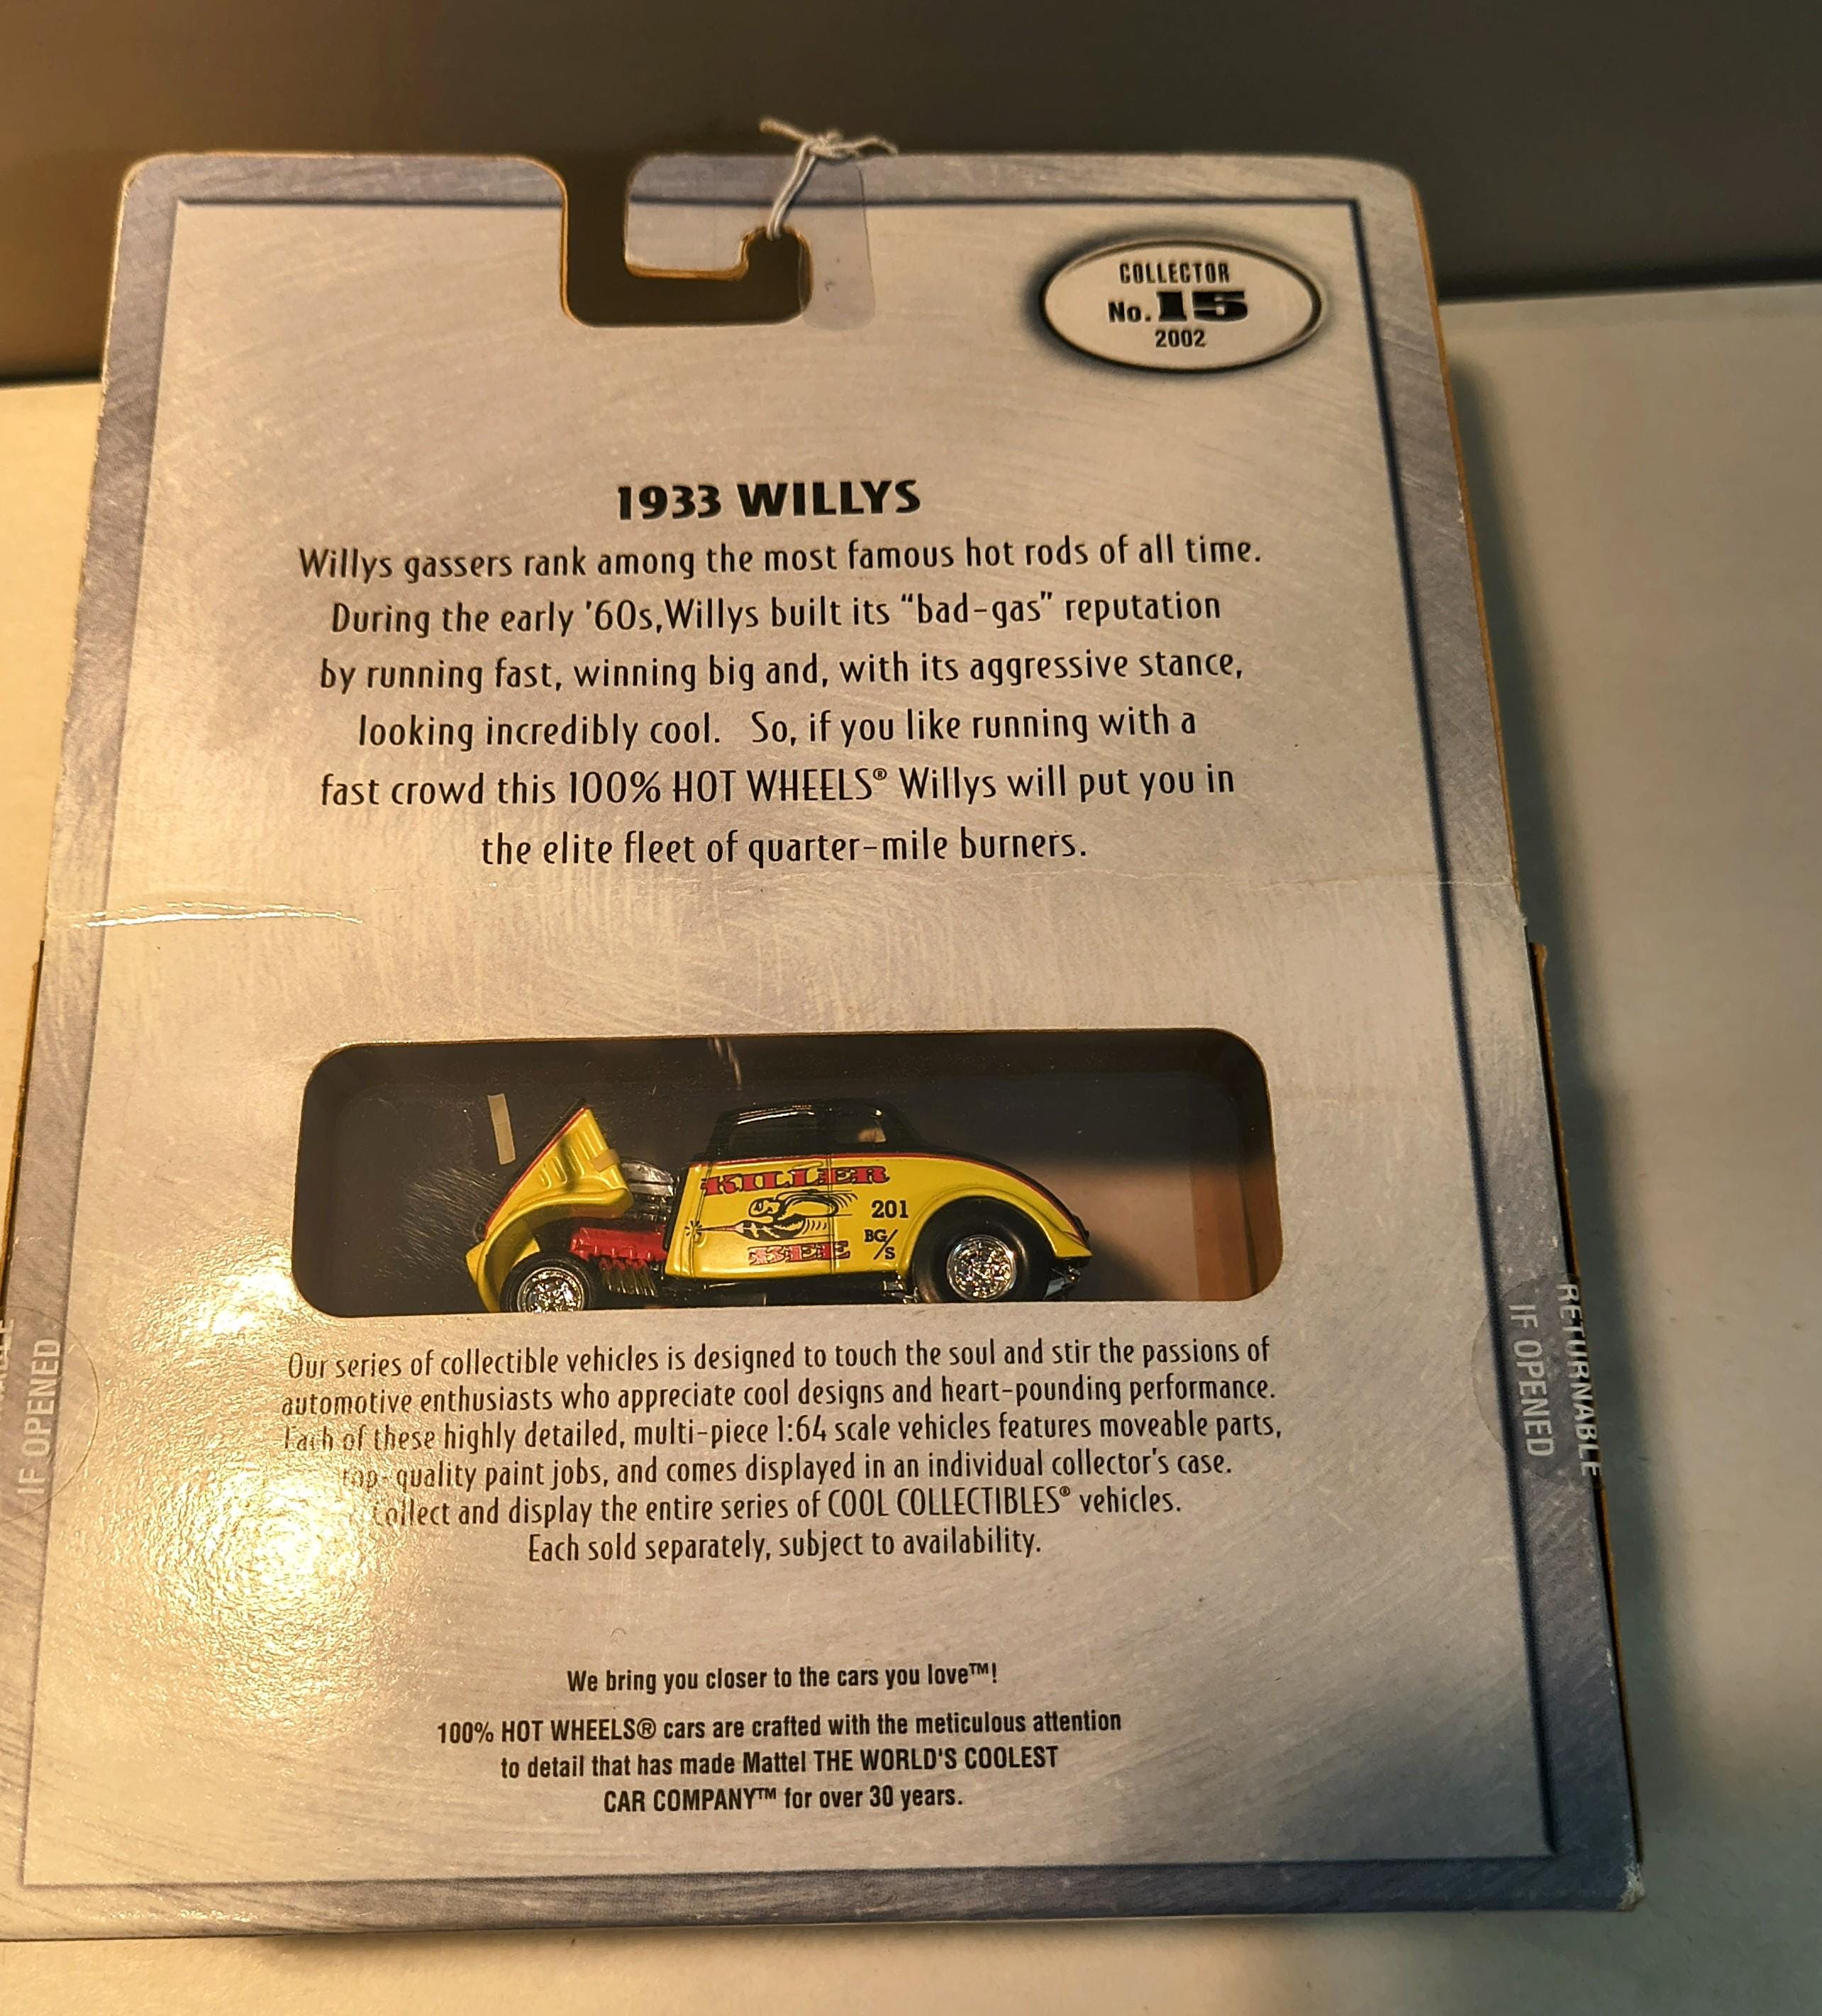 COLLECTOR
No. 15
2002
1933 WILLYS
Willys gassers rank among the most famous hot rods of all time.
During the early '60s,Willys built its “bad-gas” reputation
by running fast, winning big and, with its aggressive stance,
looking incredibly cool. So, if you like running with a
fast crowd this 100% HOT WHEELS® Willys will put you in
the elite fleet of quarter-mile burners.
KILLER
201
BG/S
BEE
Our series of collectible vehicles is designed to touch the soul and stir the passions of
automotive enthusiasts who appreciate cool designs and heart-pounding performance.
Each of these highly detailed, multi-piece 1:64 scale vehicles features moveable parts,
top-quality paint jobs, and comes displayed in an individual collector's case.
Collect and display the entire series of COOL COLLECTIBLES® vehicles.
Each sold separately, subject to availability.
We bring you closer to the cars you love™!
100% HOT WHEELS® cars are crafted with the meticulous attention
to detail that has made Mattel THE WORLD'S COOLEST
CAR COMPANY™ for over 30 years.
IF OPENED
RETURNABLE
IF OPENED